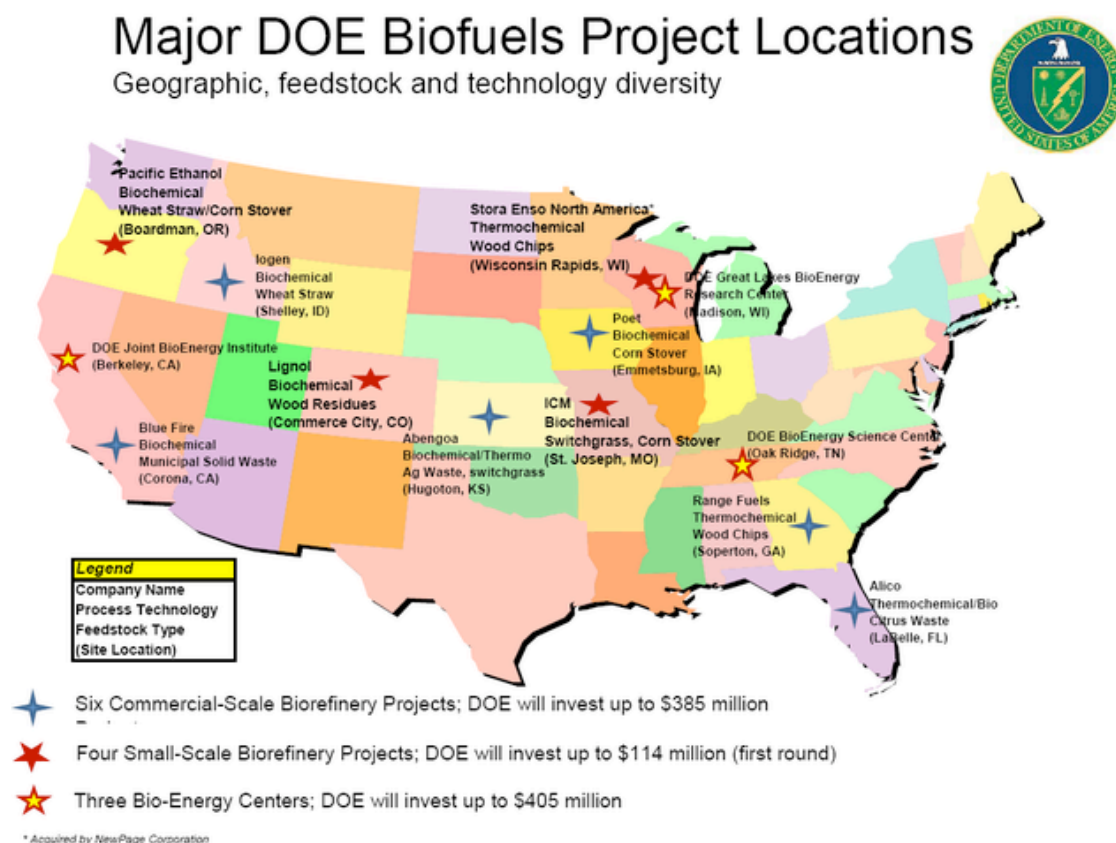 Major DOE Biofuels Project Locations
Geographic, feedstock and technology diversity
DEPARTMENT OF ENERGY
UNITED STATES OF AMERICA
Pacific Ethanol
Biochemical
Wheat Straw/Corn Stover
(Boardman, OR)
Iogen
Biochemical
Wheat Straw
(Shelley, ID)
Stora Enso North America*
Thermochemical
Wood Chips
(Wisconsin Rapids, WI)
DOE Great Lakes BioEnergy
Research Center
(Madison, WI)
Poet
Biochemical
Corn Stover
(Emmetsburg, IA)
DOE Joint BioEnergy Institute
(Berkeley, CA)
Lignol
Biochemical
Wood Residues
(Commerce City, CO)
ICM
Biochemical
Switchgrass, Corn Stover
(St. Joseph, MO)
Blue Fire
Biochemical
Municipal Solid Waste
(Corona, CA)
Abengoa
Biochemical/Thermo
Ag Waste, switchgrass
(Hugoton, KS)
DOE BioEnergy Science Center
(Oak Ridge, TN)
Range Fuels
Thermochemical
Wood Chips
(Soperton, GA)
Alico
Thermochemical/Bio
Citrus Waste
(LaBelle, FL)
Legend
Company Name
Process Technology
Feedstock Type
(Site Location)
Six Commercial-Scale Biorefinery Projects; DOE will invest up to $385 million
Four Small-Scale Biorefinery Projects; DOE will invest up to $114 million (first round)
Three Bio-Energy Centers; DOE will invest up to $405 million
* Acquired by NewPage Corporation